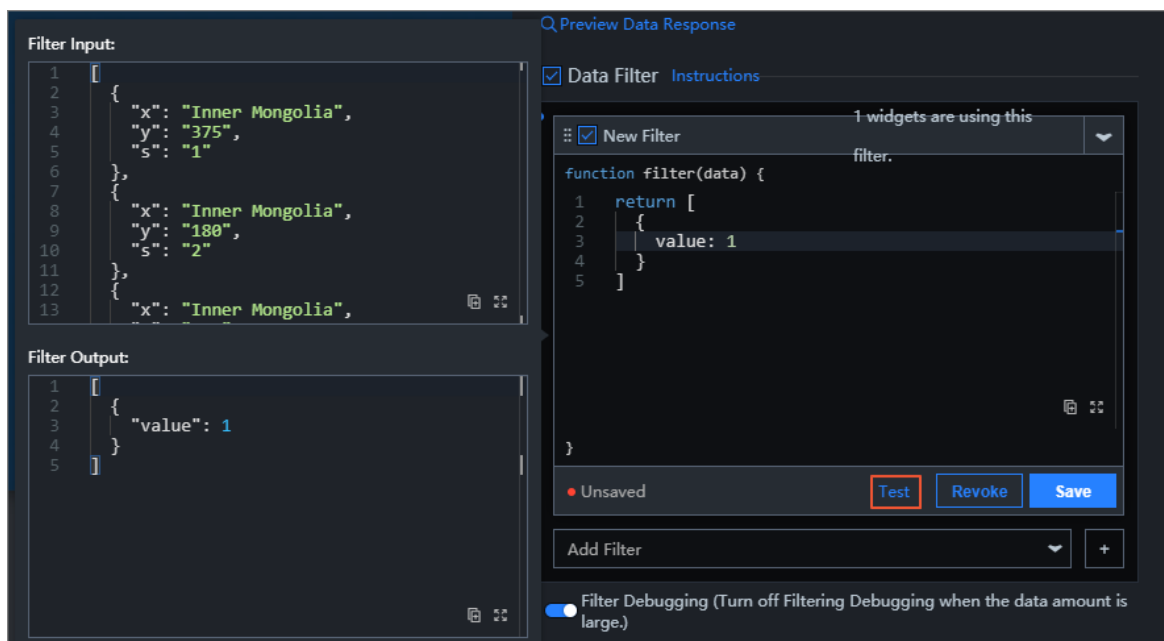 Filter Input:
1 [
2 {
3 "x": "Inner Mongolia",
4 "y": "375",
5 "s": "1"
6 },
7 {
8 "x": "Inner Mongolia",
9 "y": "180",
10 "s": "2"
11 },
12 {
13 "x": "Inner Mongolia",
Filter Output:
1 [
2 {
3 "value": 1
4 }
5 ]
Preview Data Response
Data Filter Instructions
New Filter
1 widgets are using this
filter.
function filter(data) {
1 return [
2 {
3 value: 1
4 }
5 ]
}
Unsaved Test Revoke Save
Add Filter +
Filter Debugging (Turn off Filtering Debugging when the data amount is
large.)